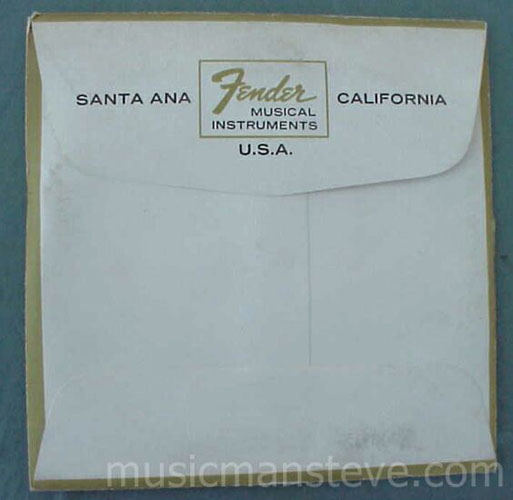 SANTA ANA Fender CALIFORNIA
MUSICAL
INSTRUMENTS
U.S.A.
musicmansteve.com